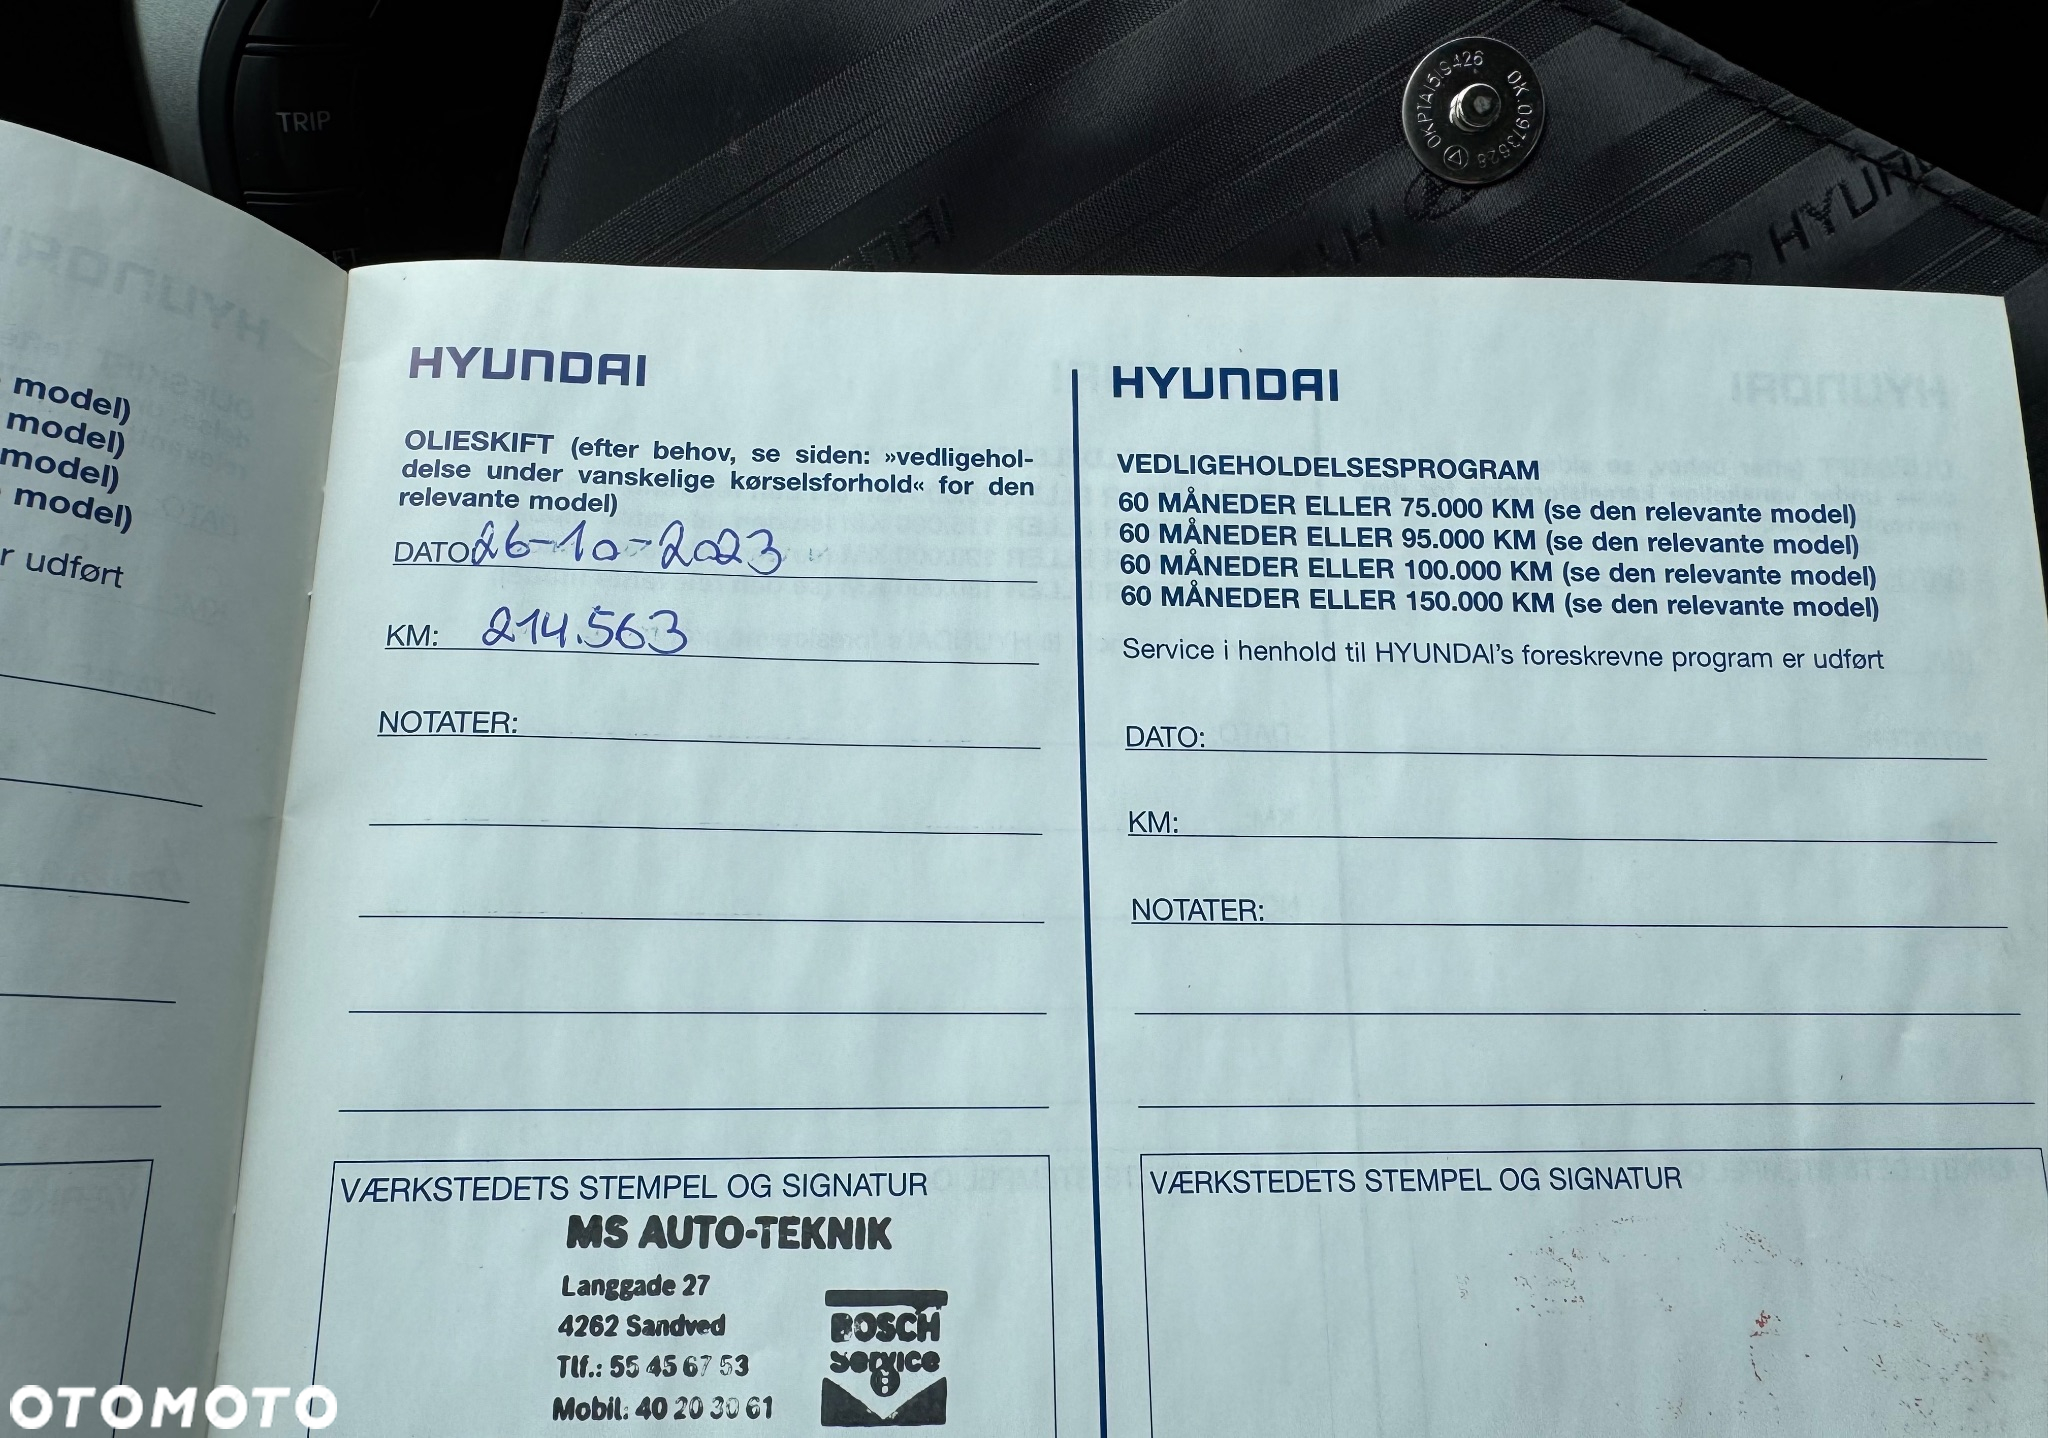 TRIP
0KPTA15IS426 0K.0973628
HYUNDAI
model)
model)
model)
model)
r udført
HYUNDAI
OLIESKIFT (efter behov, se siden: »vedligehol-
delse under vanskelige kørselsforhold« for den
relevante model)
DATO 26-10-2023
KM: 214.563
NOTATER:
VÆRKSTEDETS STEMPEL OG SIGNATUR
MS AUTO-TEKNIK
Langgade 27
4262 Sandved
Tlf.: 55 45 67 53
Mobil: 40 20 30 61
BOSCH
Service
HYUNDAI
VEDLIGEHOLDELSESPROGRAM
60 MÅNEDER ELLER 75.000 KM (se den relevante model)
60 MÅNEDER ELLER 95.000 KM (se den relevante model)
60 MÅNEDER ELLER 100.000 KM (se den relevante model)
60 MÅNEDER ELLER 150.000 KM (se den relevante model)
Service i henhold til HYUNDAI's foreskrevne program er udført
DATO:
KM:
NOTATER:
VÆRKSTEDETS STEMPEL OG SIGNATUR
OTOMOTO